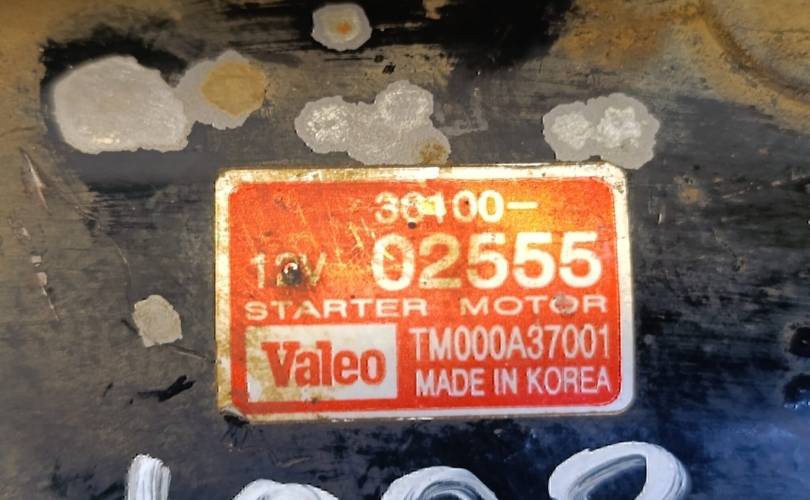 36100-
12V 02555
STARTER MOTOR
Valeo TM000A37001
MADE IN KOREA